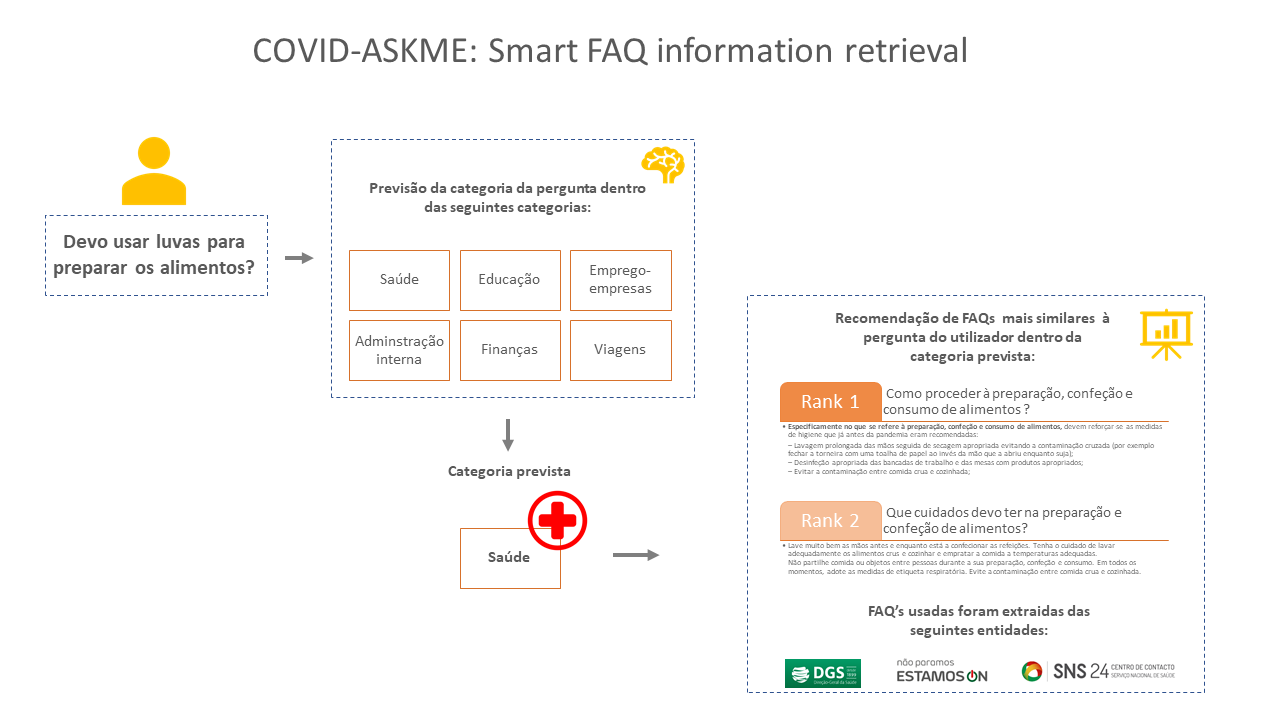 COVID-ASKME: Smart FAQ information retrieval
Devo usar luvas para
preparar os alimentos?
Previsão da categoria da pergunta dentro
das seguintes categorias:
Saúde
Educação
Emprego-
empresas
Adminstração
interna
Finanças
Viagens
Categoria prevista
Saúde
Recomendação de FAQs mais similares à
pergunta do utilizador dentro da
categoria prevista:
Rank 1
Como proceder à preparação, confeção e
consumo de alimentos ?
• Especificamente no que se refere à preparação, confeção e consumo de alimentos, devem reforçar-se as medidas
de higiene que já antes da pandemia eram recomendadas:
– Lavagem prolongada das mãos seguida de secagem apropriada evitando a contaminação cruzada (por exemplo
fechar a torneira com uma toalha de papel ao invés da mão que a abriu enquanto suja);
– Desinfeção apropriada das bancadas de trabalho e das mesas com produtos apropriados;
– Evitar a contaminação entre comida crua e cozinhada;
Rank 2
Que cuidados devo ter na preparação e
confeção de alimentos?
• Lave muito bem as mãos antes e enquanto está a confecionar as refeições. Tenha o cuidado de lavar
adequadamente os alimentos crus e cozinhar e empratar a comida a temperaturas adequadas.
Não partilhe comida ou objetos entre pessoas durante a sua preparação, confeção e consumo. Em todos os
momentos, adote as medidas de etiqueta respiratória. Evite a contaminação entre comida crua e cozinhada.
FAQ's usadas foram extraidas das
seguintes entidades:
DGS
Direção-Geral da Saúde
não paramos
ESTAMOS ON
SNS 24
CENTRO DE CONTACTO
SERVIÇO NACIONAL DE SAÚDE